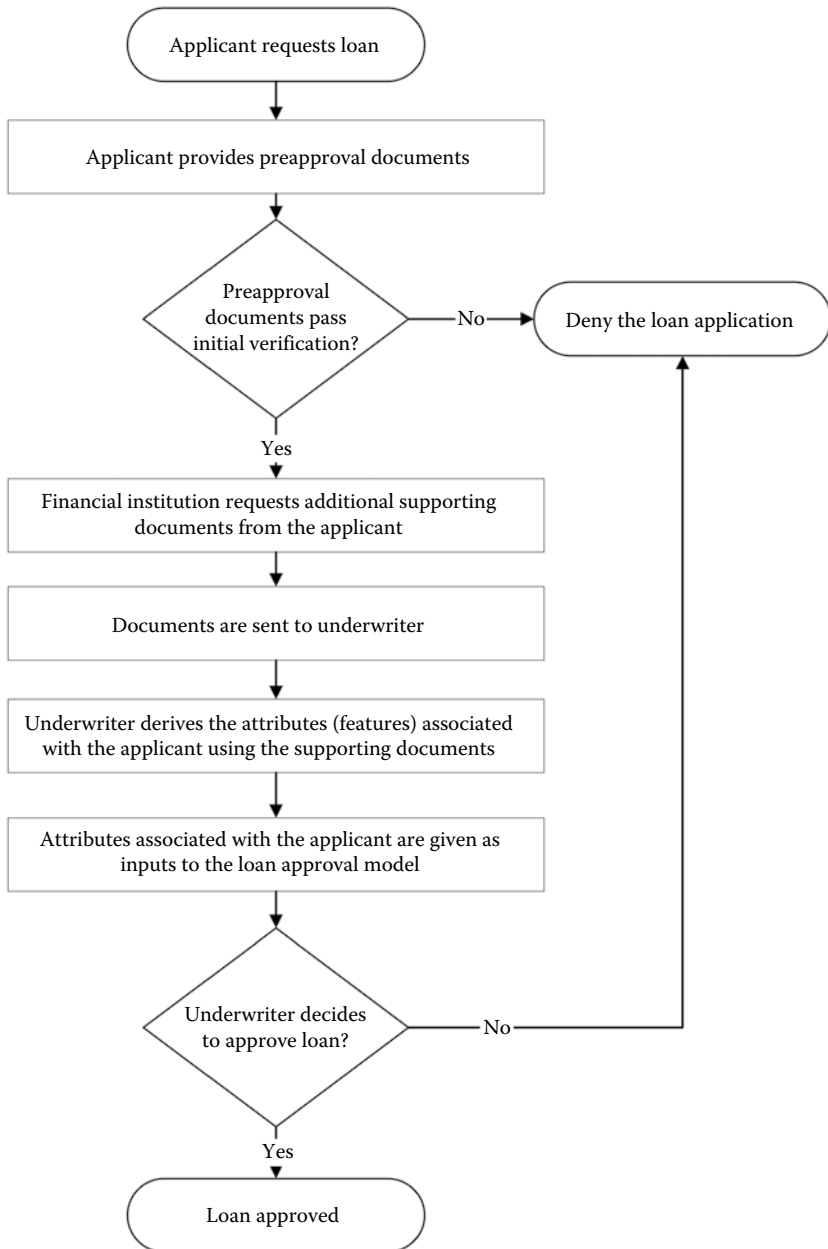 Applicant requests loan
Applicant provides preapproval documents
Preapproval
documents pass
initial verification?
No
Deny the loan application
Yes
Financial institution requests additional supporting
documents from the applicant
Documents are sent to underwriter
Underwriter derives the attributes (features) associated
with the applicant using the supporting documents
Attributes associated with the applicant are given as
inputs to the loan approval model
Underwriter decides
to approve loan?
No
Yes
Loan approved